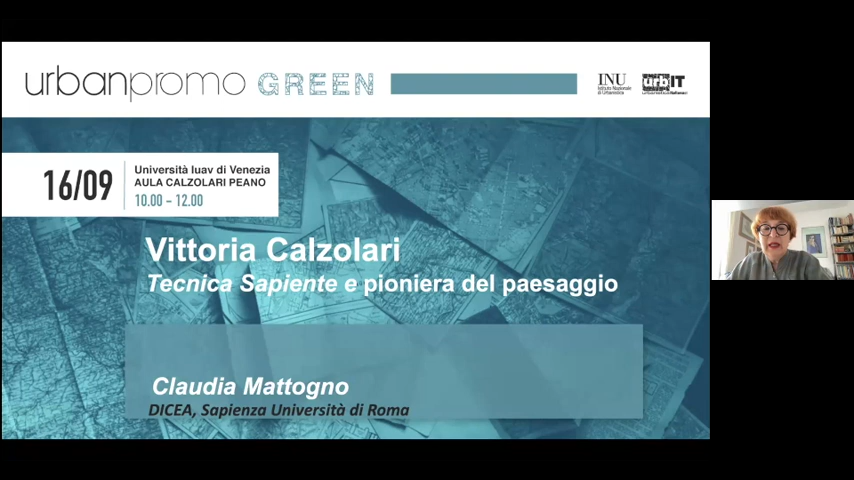 urbanpromo GREEN
INU
Istituto Nazionale
di Urbanistica
urbIT
16/09
Università Iuav di Venezia
AULA CALZOLARI PEANO
10.00 – 12.00
Vittoria Calzolari
Tecnica Sapiente e pioniera del paesaggio
Claudia Mattogno
DICEA, Sapienza Università di Roma